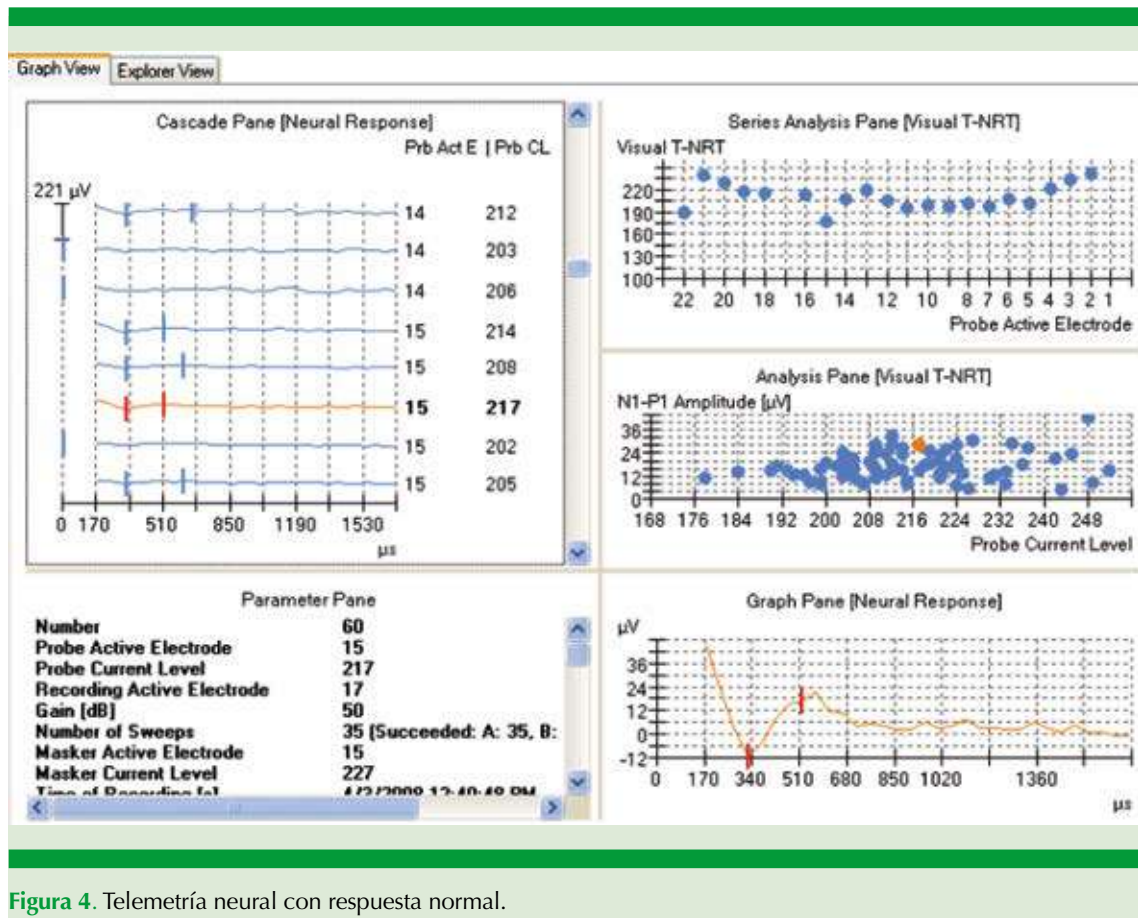 Graph View Explorer View
Cascade Pane [Neural Response]
Prb Act E | Prb CL
221 µV
14 212
14 203
14 206
15 214
15 208
15 217
15 202
15 205
0 170 510 850 1190 1530
µs
Series Analysis Pane [Visual T-NRT]
Visual T-NRT
220
190
160
130
100
22 20 18 16 14 12 10 8 7 6 5 4 3 2 1
Probe Active Electrode
Analysis Pane [Visual T-NRT]
N1-P1 Amplitude [µV]
36
24
12
0
168 176 184 192 200 208 216 224 232 240 248
Probe Current Level
Parameter Pane
Number 60
Probe Active Electrode 15
Probe Current Level 217
Recording Active Electrode 17
Gain [dB] 50
Number of Sweeps 35 (Succeeded: A: 35, B:
Masker Active Electrode 15
Masker Current Level 227
Time of Recording
Graph Pane [Neural Response]
µV
36
24
12
0
-12
0 170 340 510 680 850 1020 1360
µs
Figura 4. Telemetría neural con respuesta normal.